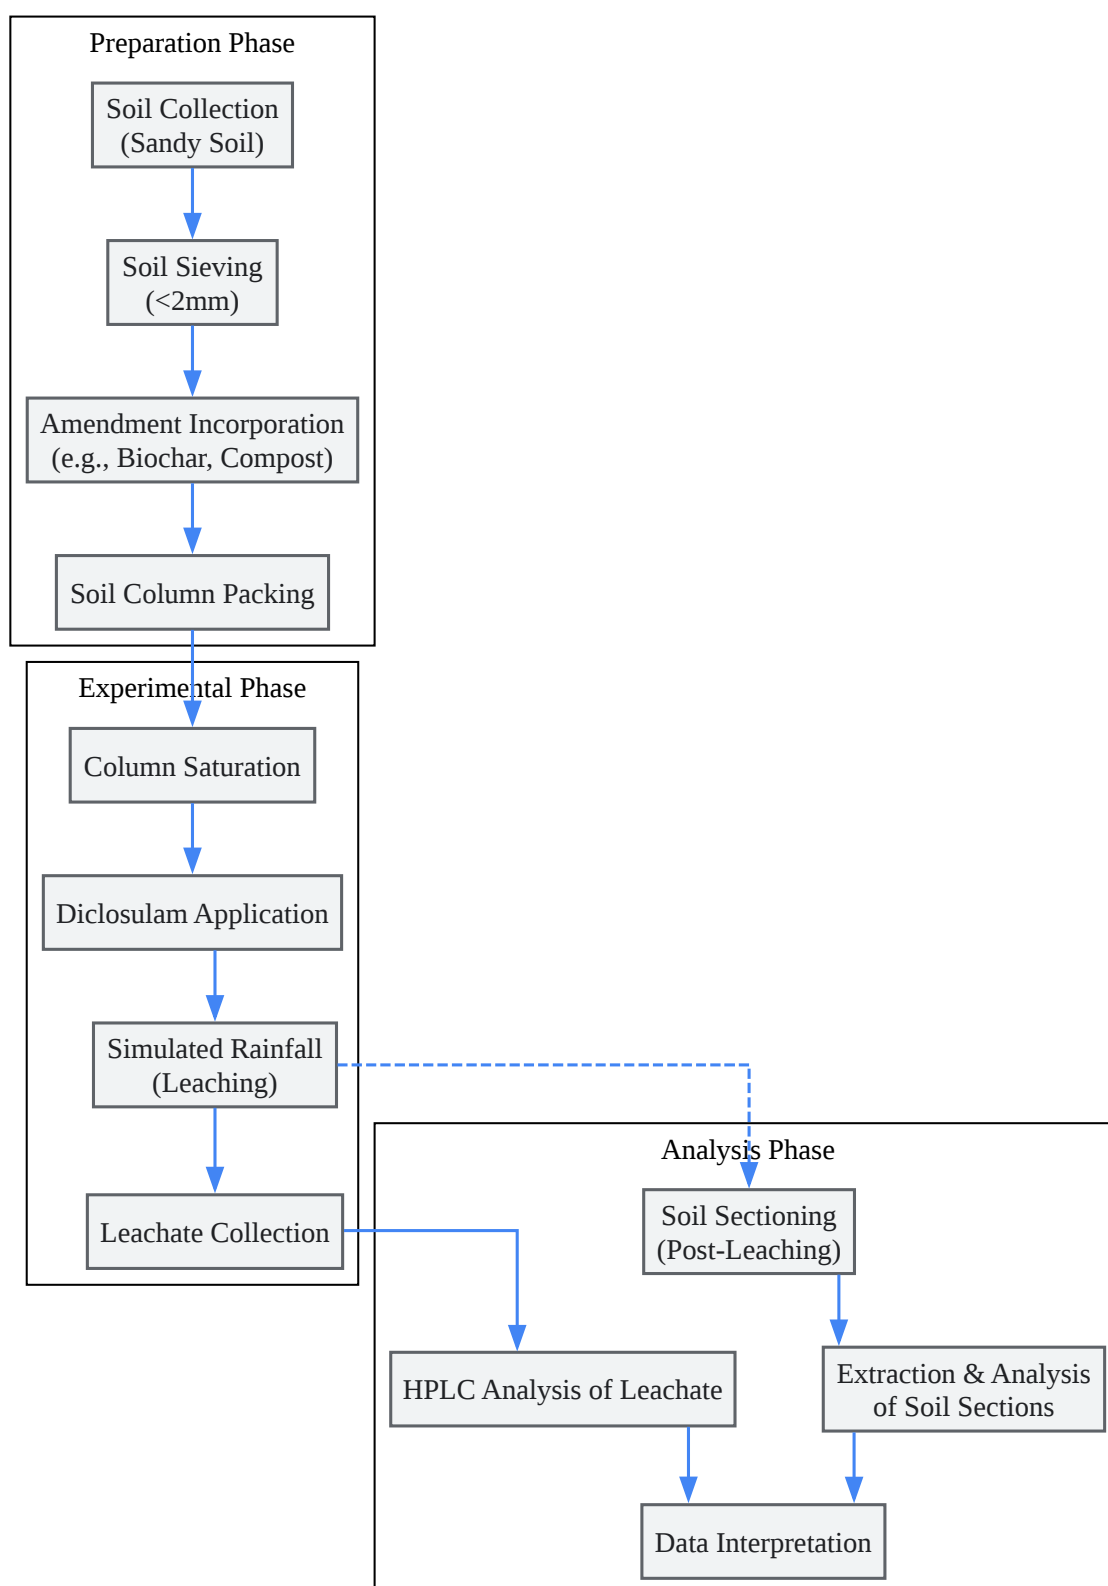 Preparation Phase
Soil Collection
(Sandy Soil)
Soil Sieving
(<2mm)
Amendment Incorporation
(e.g., Biochar, Compost)
Soil Column Packing
Experimental Phase
Column Saturation
Diclosulam Application
Simulated Rainfall
(Leaching)
Leachate Collection
Analysis Phase
Soil Sectioning
(Post-Leaching)
HPLC Analysis of Leachate
Extraction & Analysis
of Soil Sections
Data Interpretation